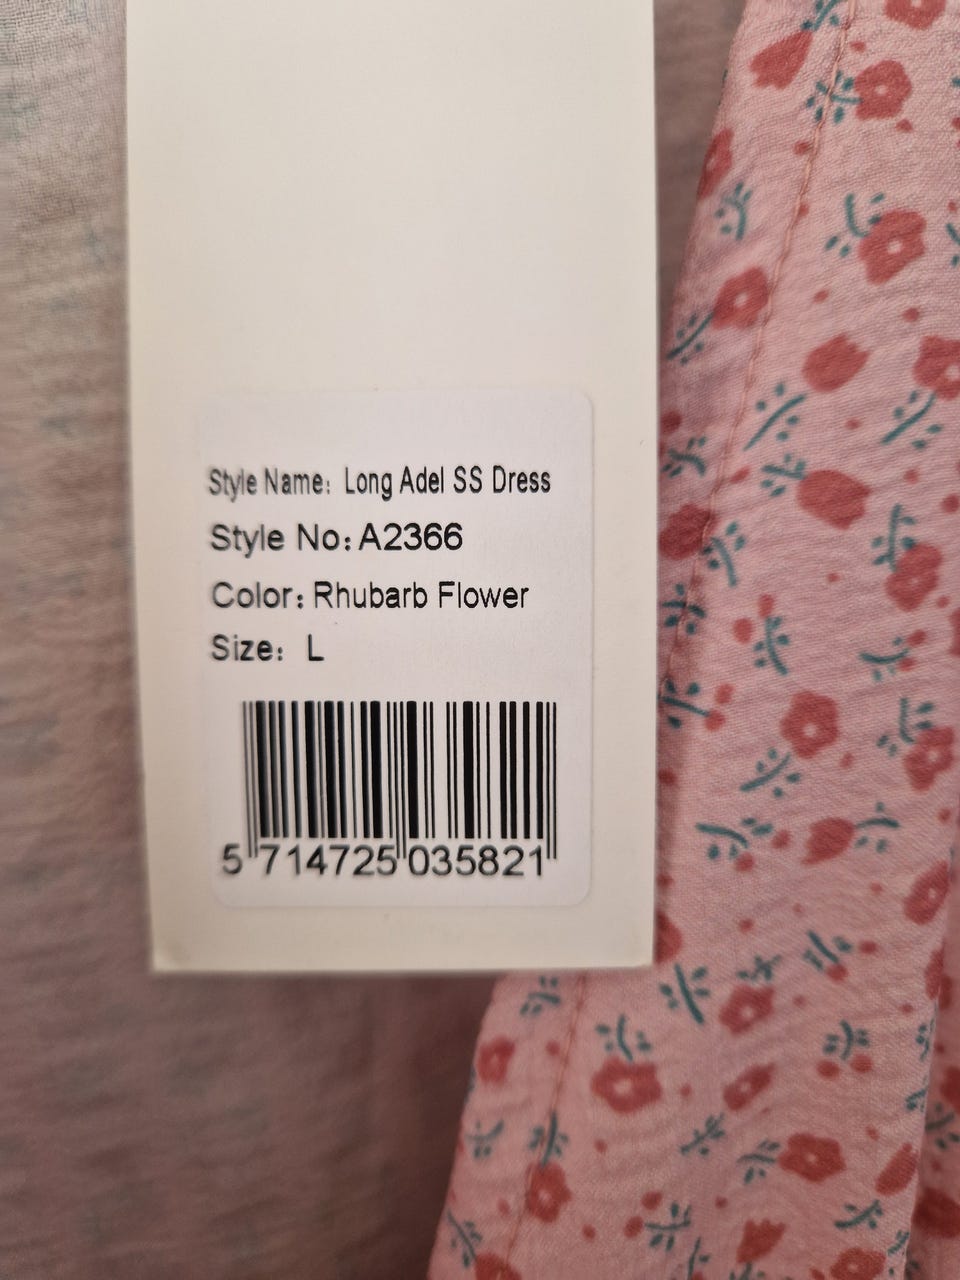 Style Name: Long Adel SS Dress
Style No: A2366
Color: Rhubarb Flower
Size: L
5 714725 035821